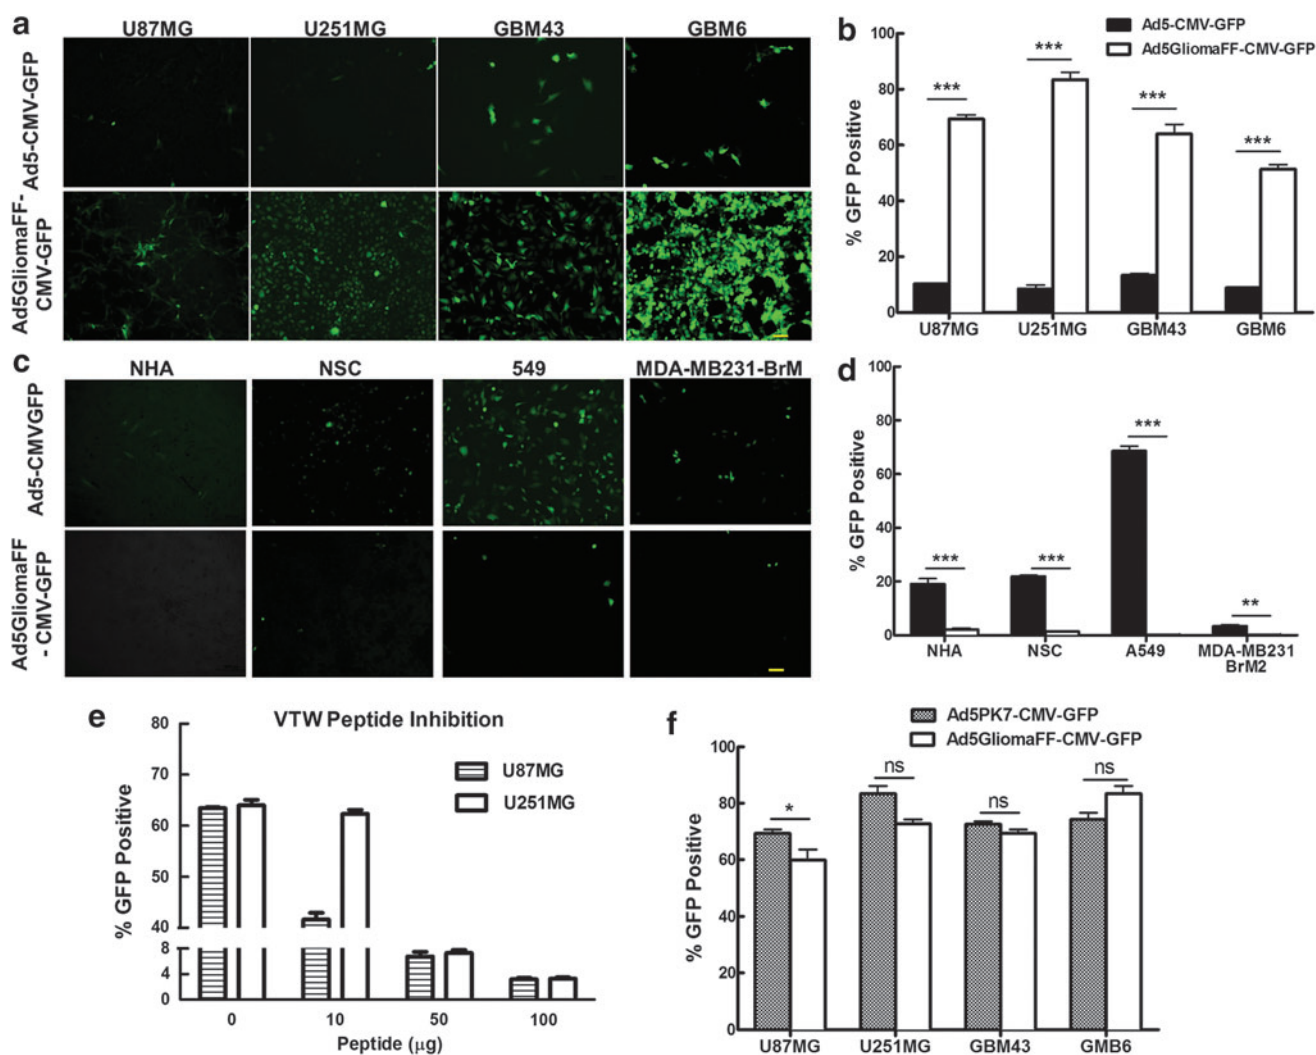 a
U87MG U251MG GBM43 GBM6
Ad5-CMV-GFP
Ad5GliomaFF-
CMV-GFP
b
Ad5-CMV-GFP
Ad5GliomaFF-CMV-GFP
% GFP Positive
100
80
60
40
20
0
*** *** *** ***
U87MG U251MG GBM43 GBM6
c
NHA NSC 549 MDA-MB231-BrM
Ad5-CMVGFP
Ad5GliomaFF
- CMV-GFP
d
% GFP Positive
100
80
60
40
20
0
*** *** *** **
NHA NSC A549 MDA-MB231
BrM2
e
VTW Peptide Inhibition
U87MG
U251MG
% GFP Positive
80
70
60
50
40
8
4
0
0 10 50 100
Peptide (μg)
f
Ad5PK7-CMV-GFP
Ad5GliomaFF-CMV-GFP
% GFP Positive
100
80
60
40
20
0
* ns ns ns
U87MG U251MG GBM43 GMB6